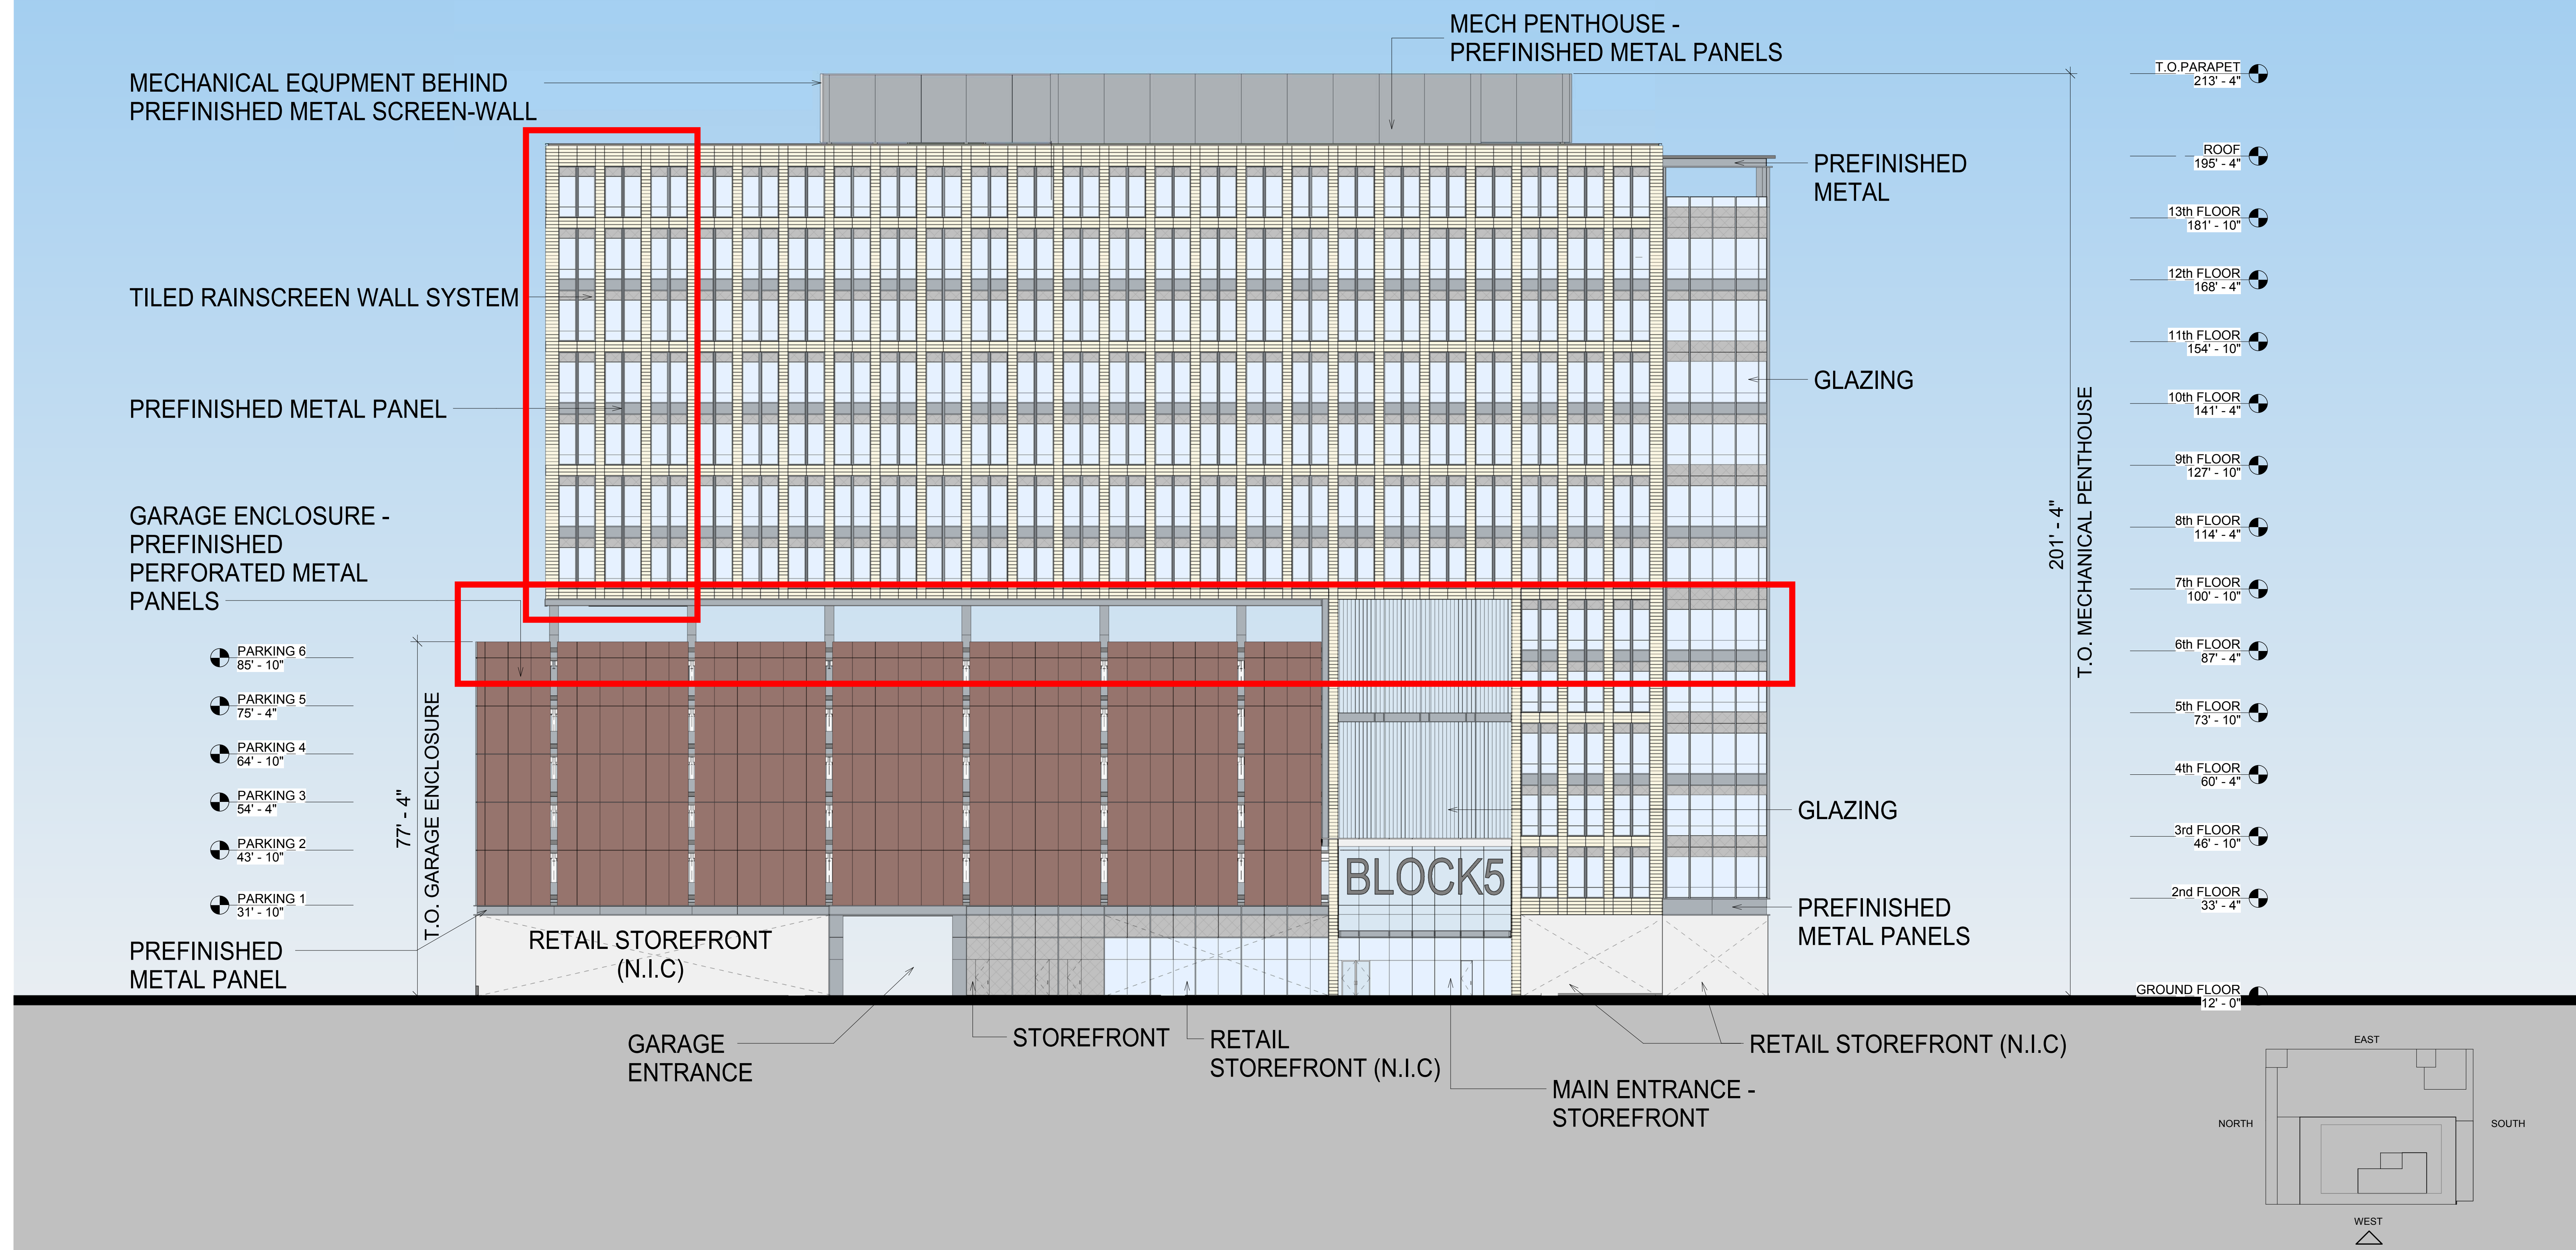 MECH PENTHOUSE -
PREFINISHED METAL PANELS
MECHANICAL EQUPMENT BEHIND
PREFINISHED METAL SCREEN-WALL
TILED RAINSCREEN WALL SYSTEM
PREFINISHED METAL PANEL
GARAGE ENCLOSURE -
PREFINISHED
PERFORATED METAL
PANELS
PARKING 6
85' - 10"
PARKING 5
75' - 4"
PARKING 4
64' - 10"
PARKING 3
54' - 4"
PARKING 2
43' - 10"
PARKING 1
31' - 10"
77' - 4"
T.O. GARAGE ENCLOSURE
PREFINISHED
METAL PANEL
RETAIL STOREFRONT
(N.I.C)
BLOCK5
PREFINISHED
METAL
GLAZING
GLAZING
PREFINISHED
METAL PANELS
201' - 4"
T.O. MECHANICAL PENTHOUSE
T.O.PARAPET
213' - 4"
ROOF
195' - 4"
13th FLOOR
181' - 10"
12th FLOOR
168' - 4"
11th FLOOR
154' - 10"
10th FLOOR
141' - 4"
9th FLOOR
127' - 10"
8th FLOOR
114' - 4"
7th FLOOR
100' - 10"
6th FLOOR
87' - 4"
5th FLOOR
73' - 10"
4th FLOOR
60' - 4"
3rd FLOOR
46' - 10"
2nd FLOOR
33' - 4"
GROUND FLOOR
12' - 0"
GARAGE
ENTRANCE
STOREFRONT
RETAIL
STOREFRONT (N.I.C)
MAIN ENTRANCE -
STOREFRONT
RETAIL STOREFRONT (N.I.C)
EAST
NORTH
SOUTH
WEST